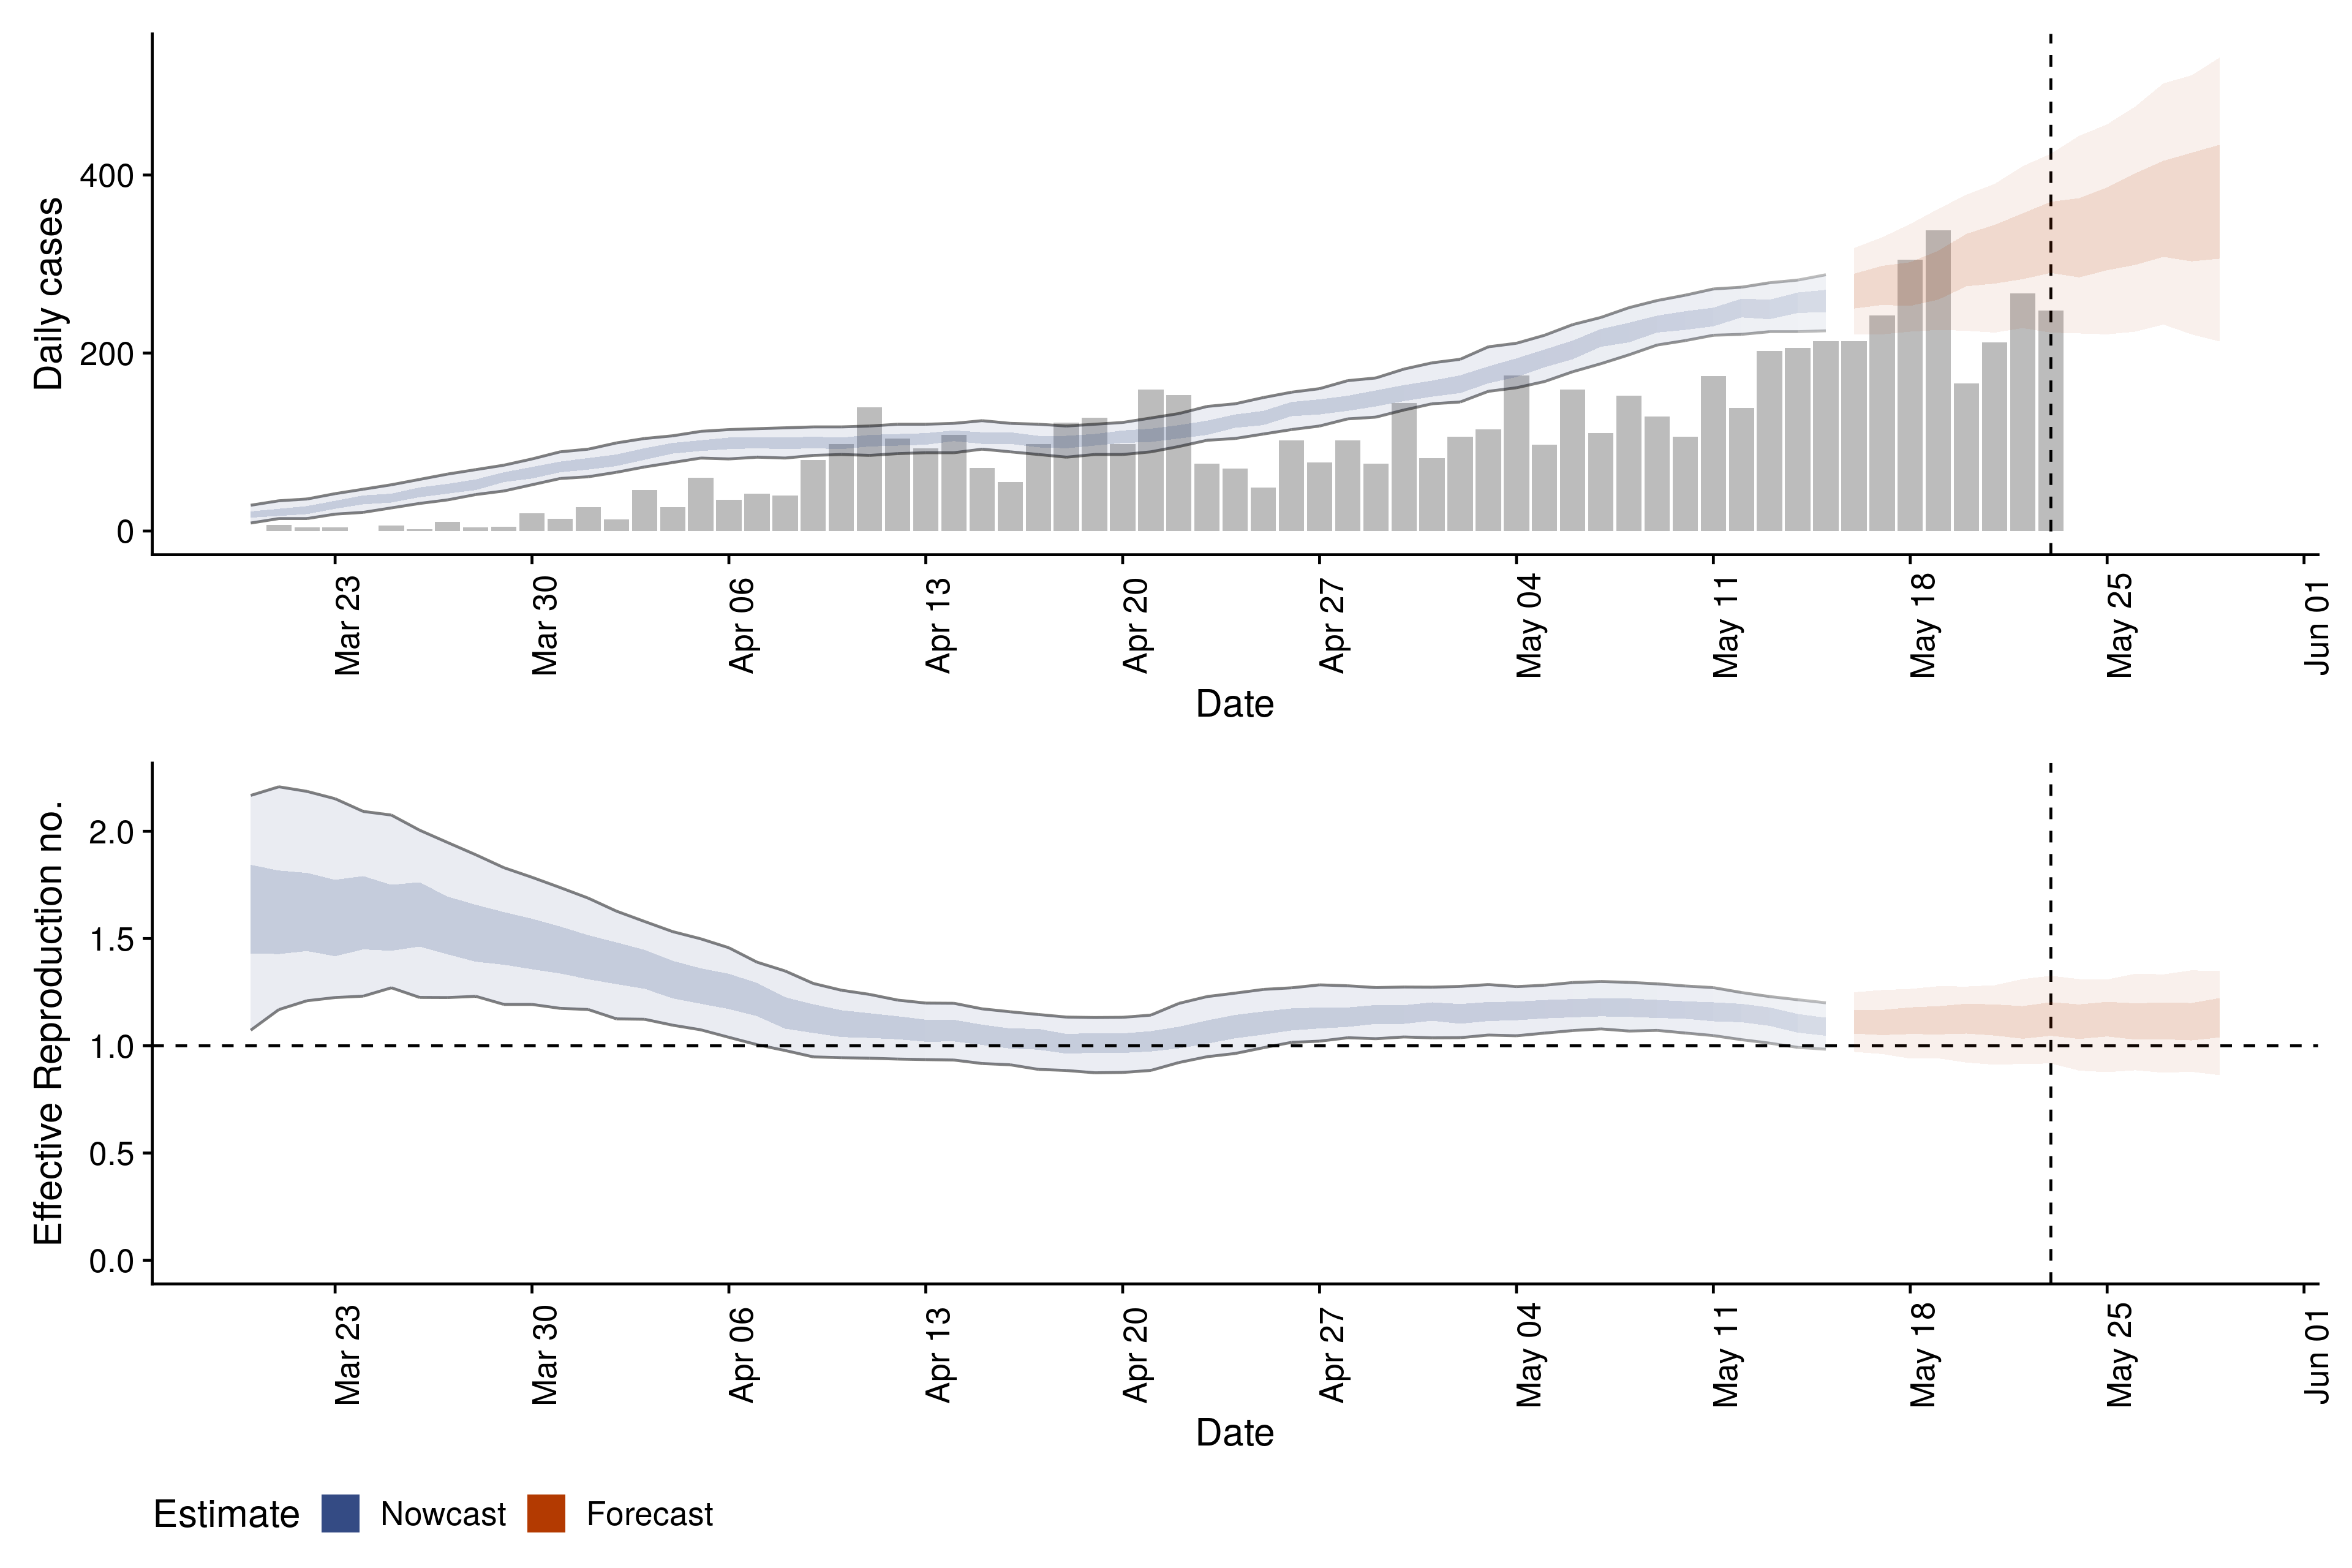 Daily cases
400
200
0
Mar 23
Mar 30
Apr 06
Apr 13
Apr 20
Apr 27
May 04
May 11
May 18
May 25
Jun 01
Date
Effective Reproduction no.
2.0
1.5
1.0
0.5
0.0
Mar 23
Mar 30
Apr 06
Apr 13
Apr 20
Apr 27
May 04
May 11
May 18
May 25
Jun 01
Date
Estimate Nowcast Forecast